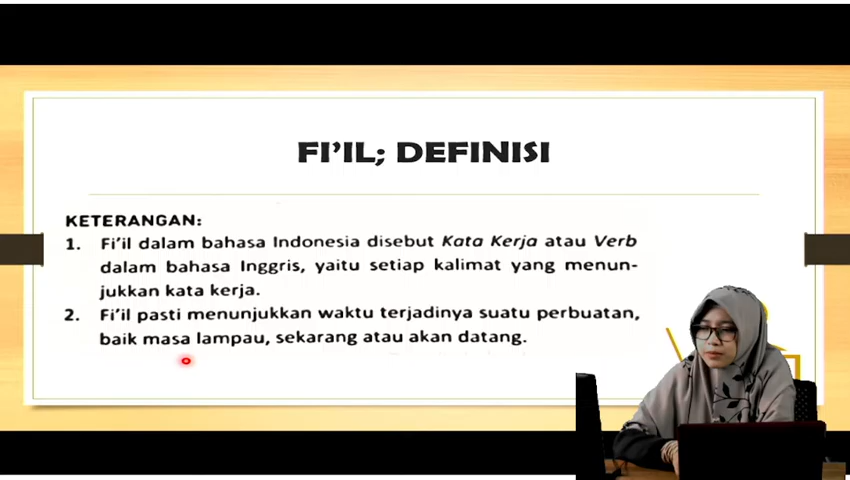 FI'IL; DEFINISI
KETERANGAN:
1. Fi'il dalam bahasa Indonesia disebut Kata Kerja atau Verb
dalam bahasa Inggris, yaitu setiap kalimat yang menun-
jukkan kata kerja.
2. Fi'il pasti menunjukkan waktu terjadinya suatu perbuatan,
baik masa lampau, sekarang atau akan datang.